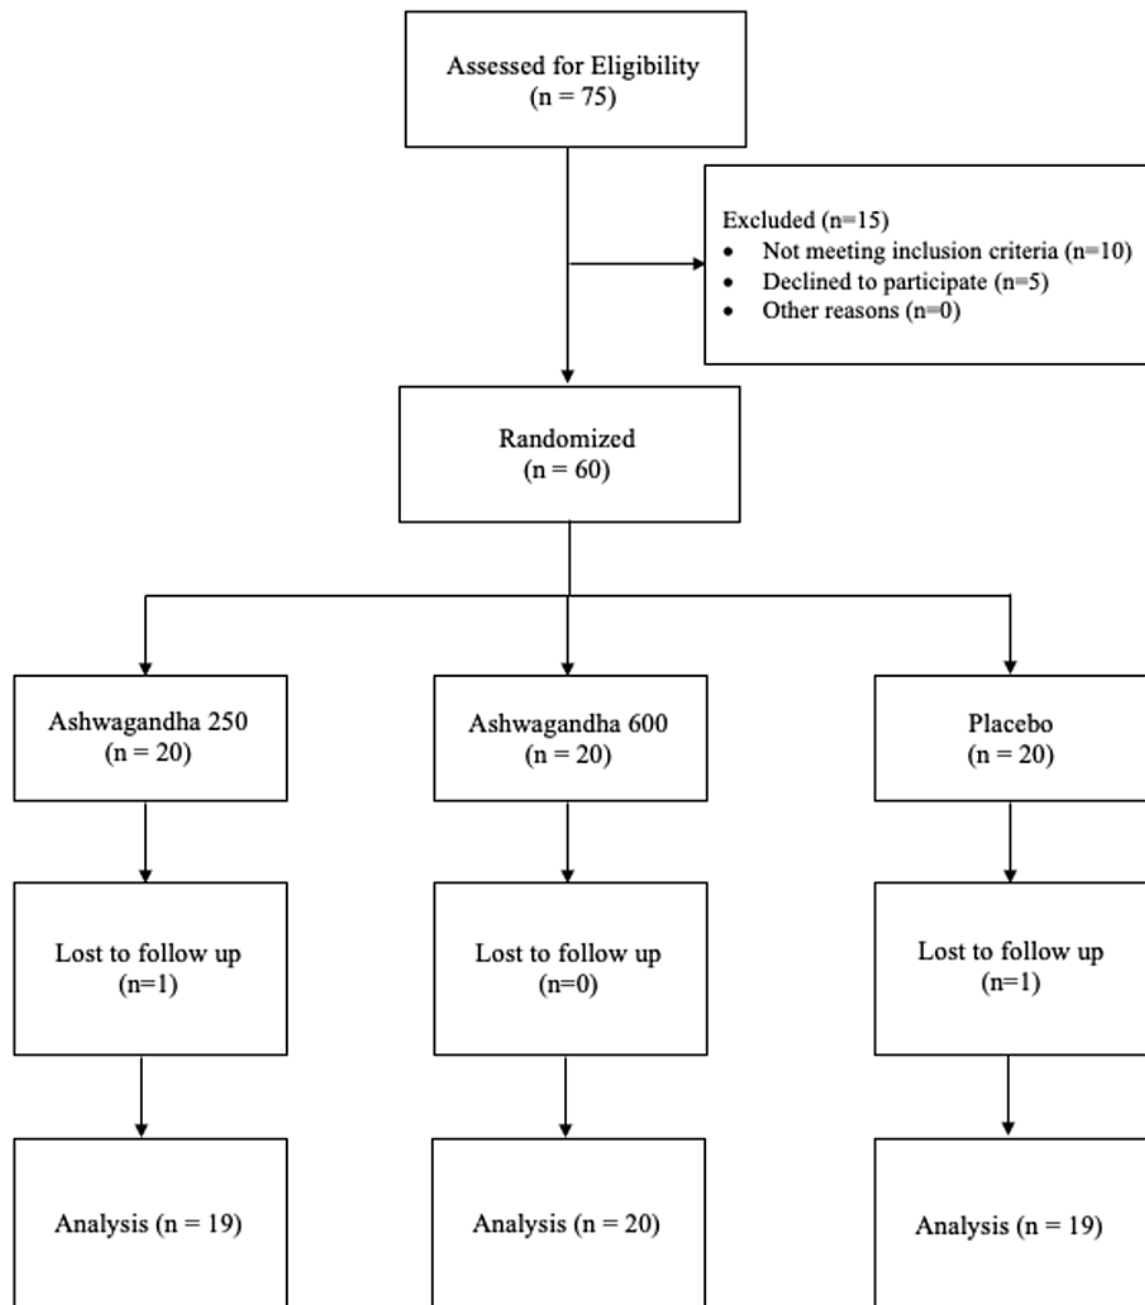 Assessed for Eligibility
(n = 75)
Excluded (n=15)
• Not meeting inclusion criteria (n=10)
• Declined to participate (n=5)
• Other reasons (n=0)
Randomized
(n = 60)
Ashwagandha 250
(n = 20)
Ashwagandha 600
(n = 20)
Placebo
(n = 20)
Lost to follow up
(n=1)
Lost to follow up
(n=0)
Lost to follow up
(n=1)
Analysis (n = 19)
Analysis (n = 20)
Analysis (n = 19)